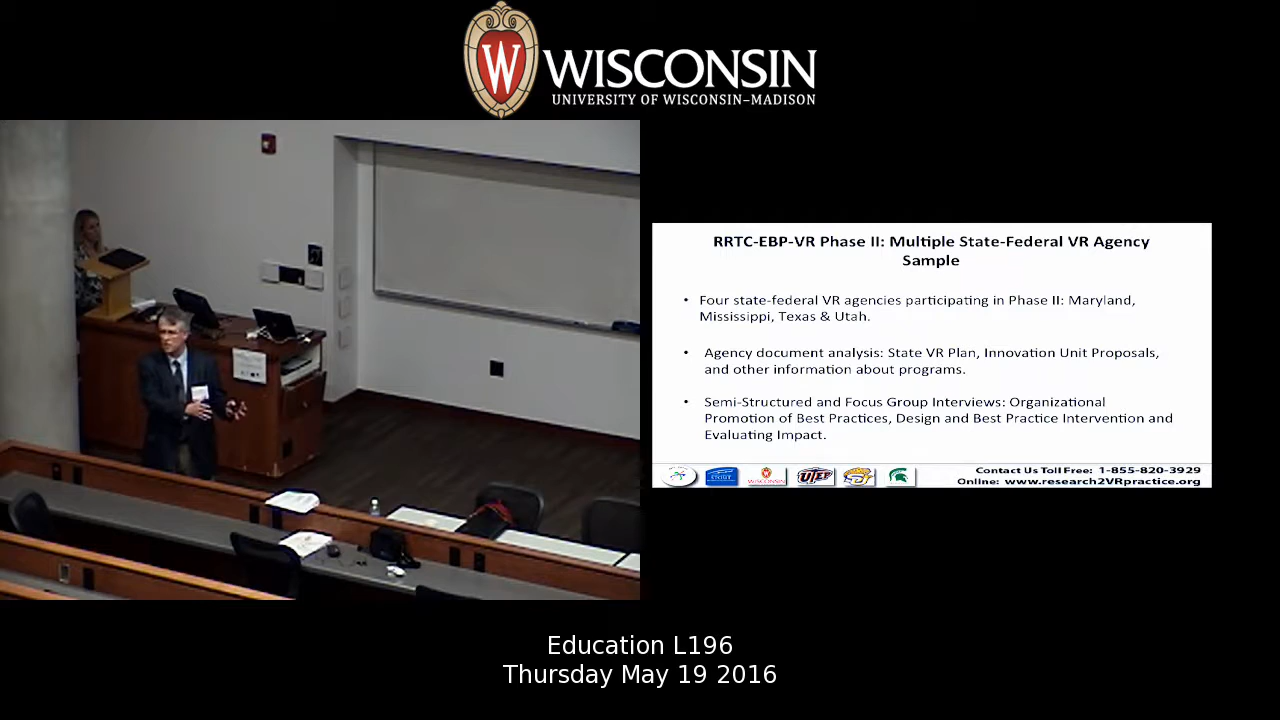 W
WISCONSIN
UNIVERSITY OF WISCONSIN–MADISON
RRTC-EBP-VR Phase II: Multiple State-Federal VR Agency
Sample
• Four state-federal VR agencies participating in Phase II: Maryland,
Mississippi, Texas & Utah.
• Agency document analysis: State VR Plan, Innovation Unit Proposals,
and other information about programs.
• Semi-Structured and Focus Group Interviews: Organizational
Promotion of Best Practices, Design and Best Practice Intervention and
Evaluating Impact.
STOUT
WISCONSIN
UTEP
Contact Us Toll Free: 1-855-820-3929
Online: www.research2VRpractice.org
Education L196
Thursday May 19 2016